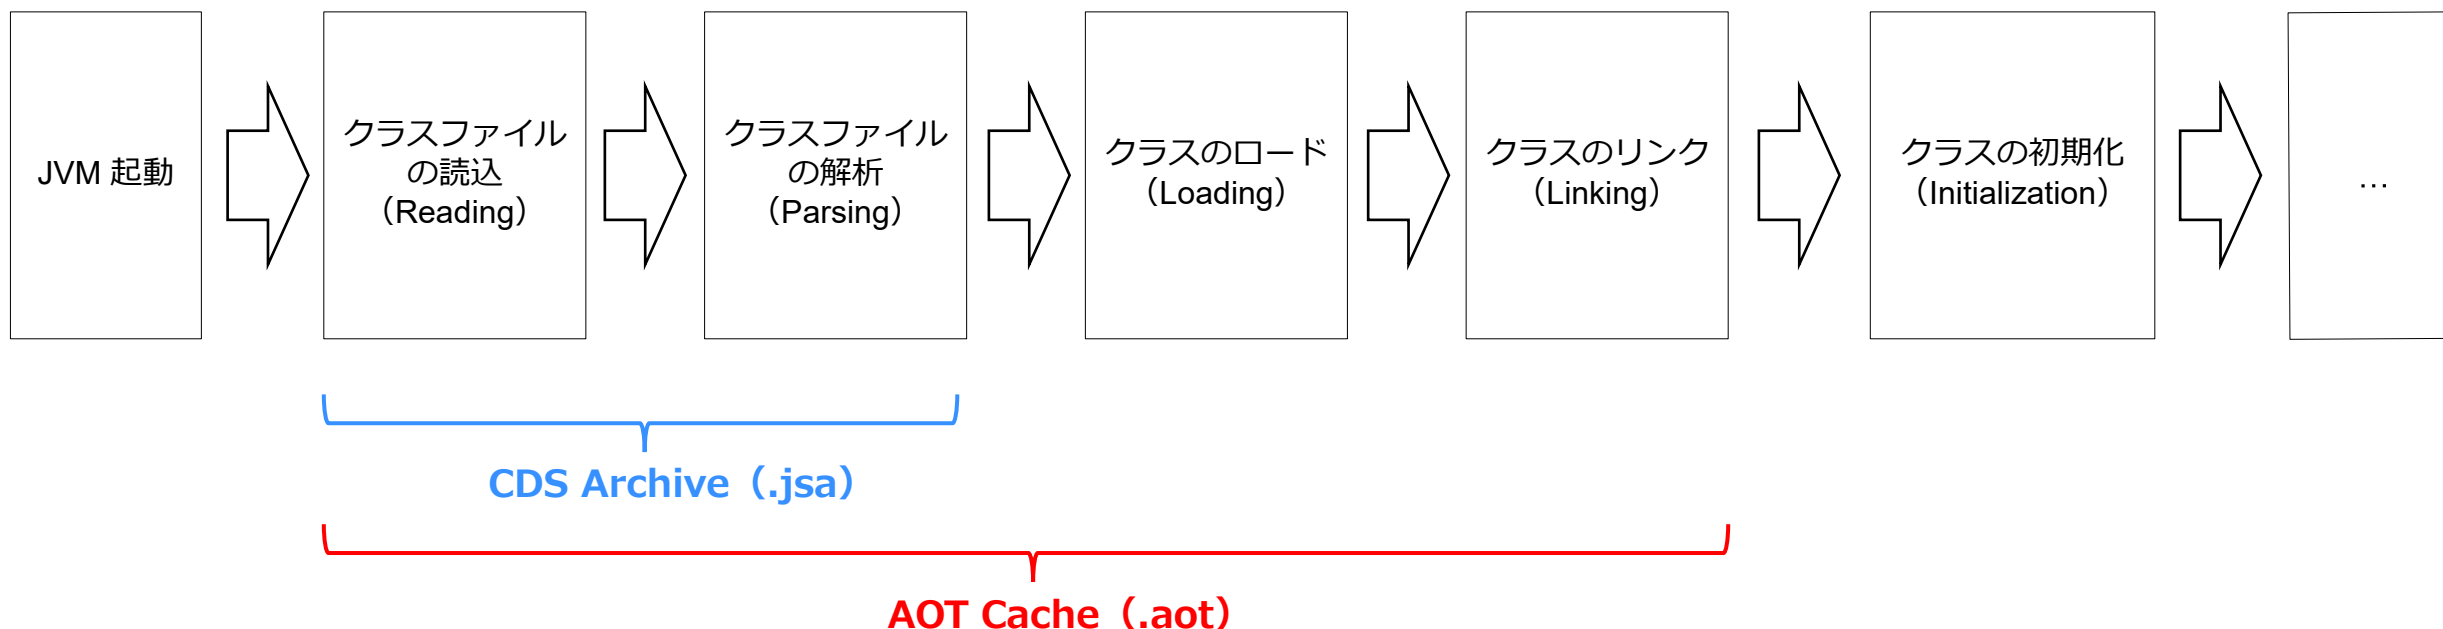 JVM 起動
クラスファイル
の読込
（Reading）
クラスファイル
の解析
（Parsing）
クラスのロード
（Loading）
クラスのリンク
（Linking）
クラスの初期化
（Initialization）
…
CDS Archive（.jsa）
AOT Cache（.aot）